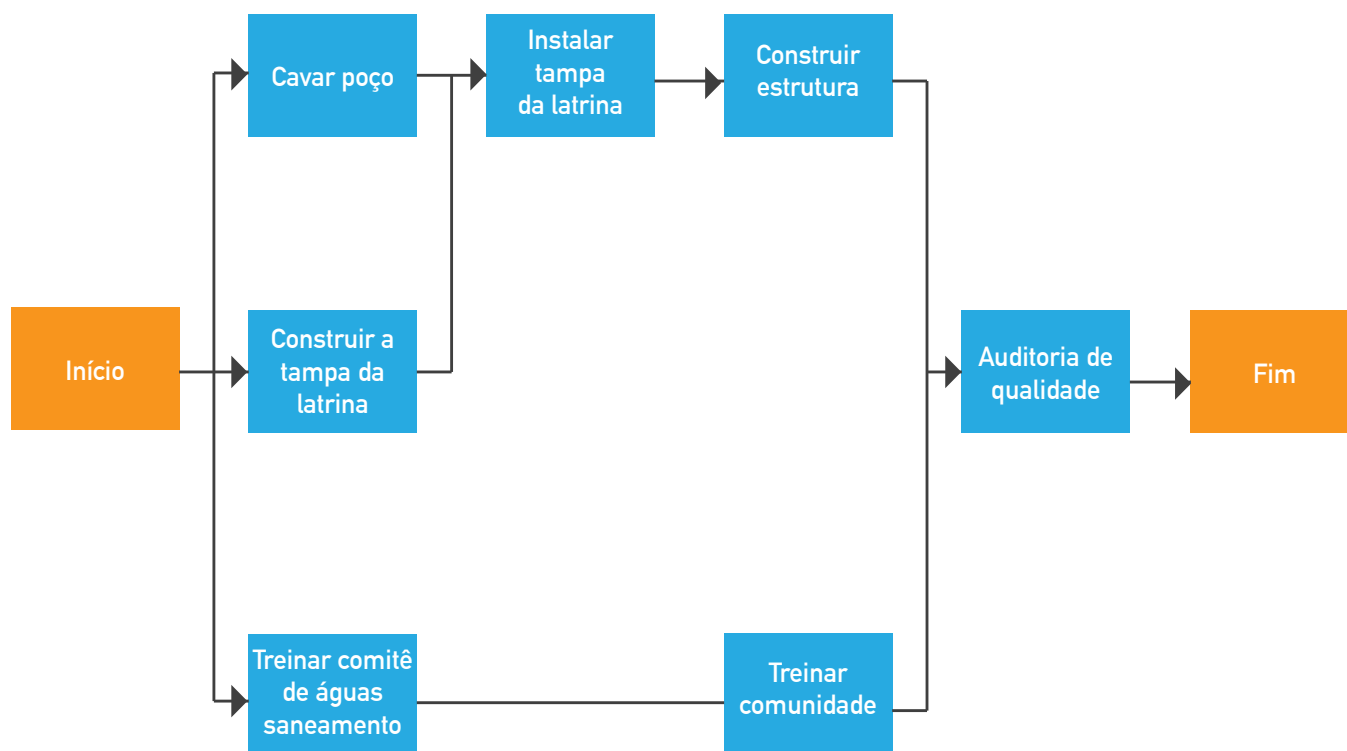 Cavar poço
Instalar
tampa
da latrina
Construir
estrutura
Início
Construir a
tampa da
latrina
Auditoria de
qualidade
Fim
Treinar comitê
de águas
saneamento
Treinar
comunidade